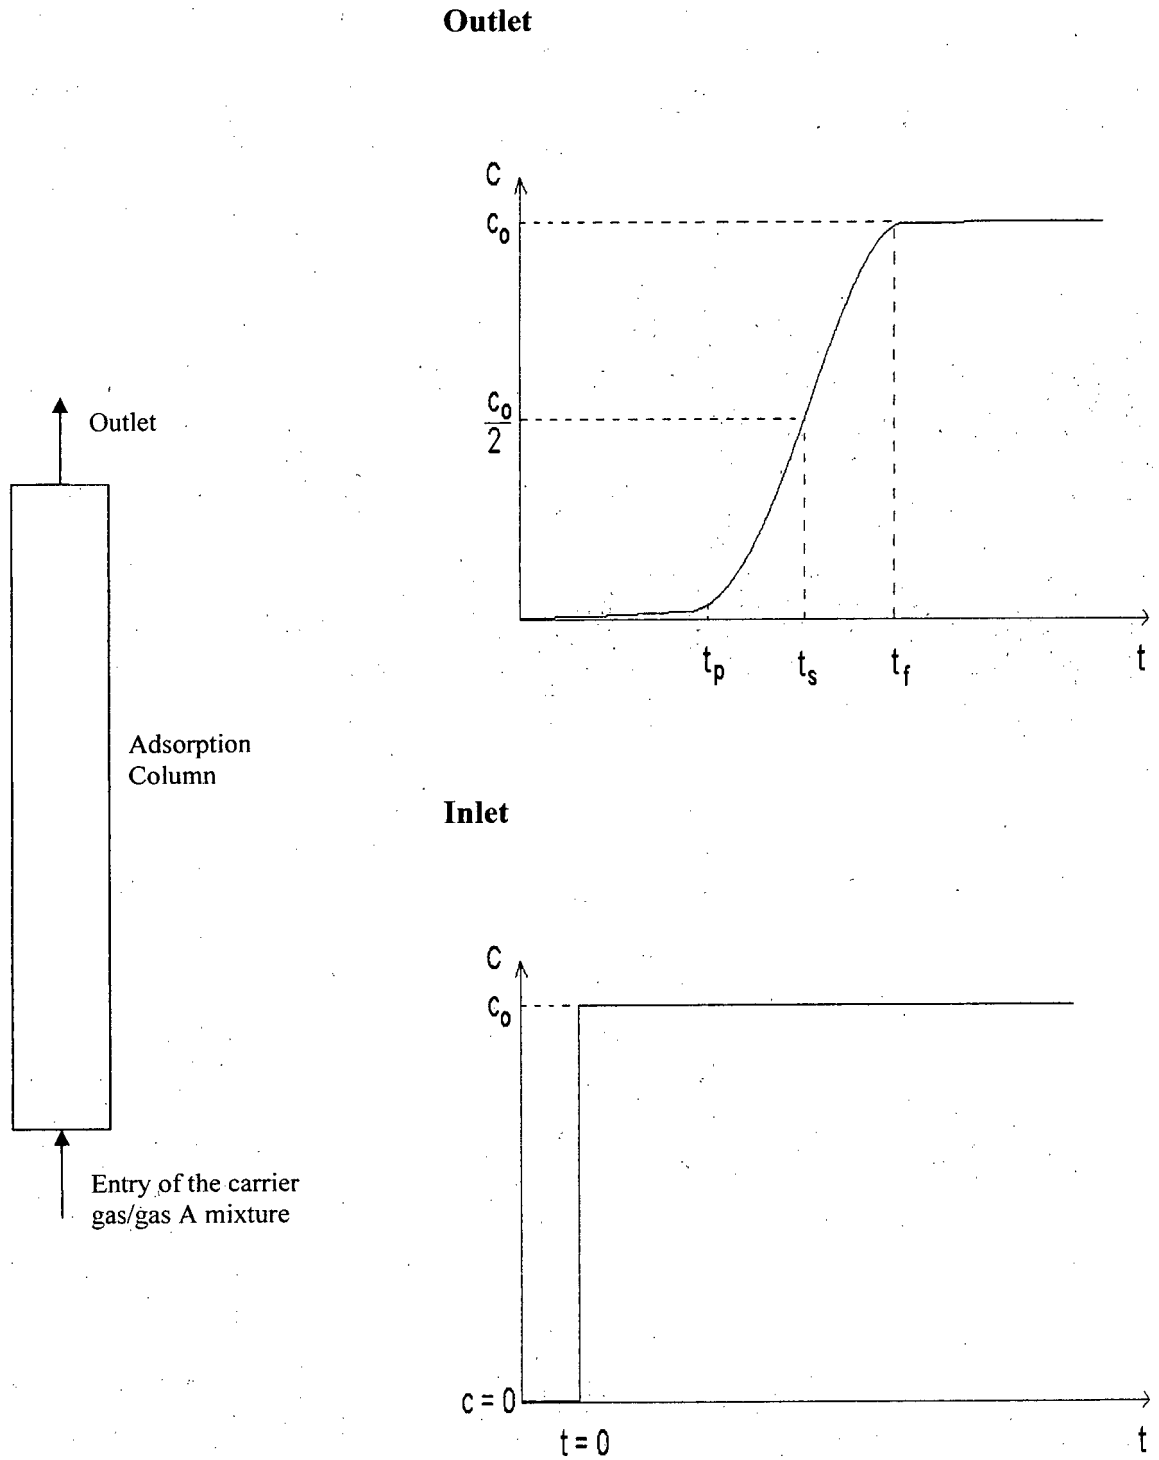 Outlet
C
C₀
C₀
2
tₚ tₛ t_f t
Outlet
Adsorption
Column
Inlet
C
C₀
Entry of the carrier
gas/gas A mixture
c = 0
t = 0 t